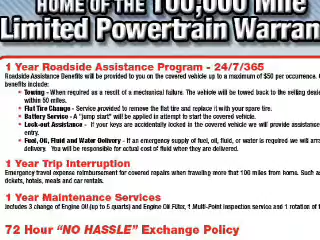 HOME OF THE 100,000 Mile
Limited Powertrain
1 Year Roadside Assistance Program - 24/7/365
Roadside Assistance Benefits will be provided to you on the covered vehicle up to a maximum of $50 per occurrence.
benefits include:
• Towing - When required as a result of a mechanical failure. The vehicle will be towed back to the selling
within 50 miles.
• Flat Tire Change - Service provided to remove the flat tire and replace it with your spare tire.
• Battery Service - A "jump start" will be applied in attempt to start the covered vehicle.
• Lock-out Assistance - If your keys are accidentally locked in the covered vehicle we will provide assistance
entry.
• Fuel, Oil, Fluid and Water Delivery - If an emergency supply of fuel, oil, fluid, or water is required we will
delivery. You will be responsible for actual cost of fluid when they are delivered.
1 Year Trip Interruption
Emergency travel expense reimbursement for covered repairs when traveling more that 100 miles from home. Such
tickets, hotels, meals and car rentals.
1 Year Maintenance Services
Includes 3 change of Engine Oil (up to 5 quarts) and Engine Oil Filter, 1 Multi-Point Inspection service and 1 rotation of
72 Hour “NO HASSLE” Exchange Policy